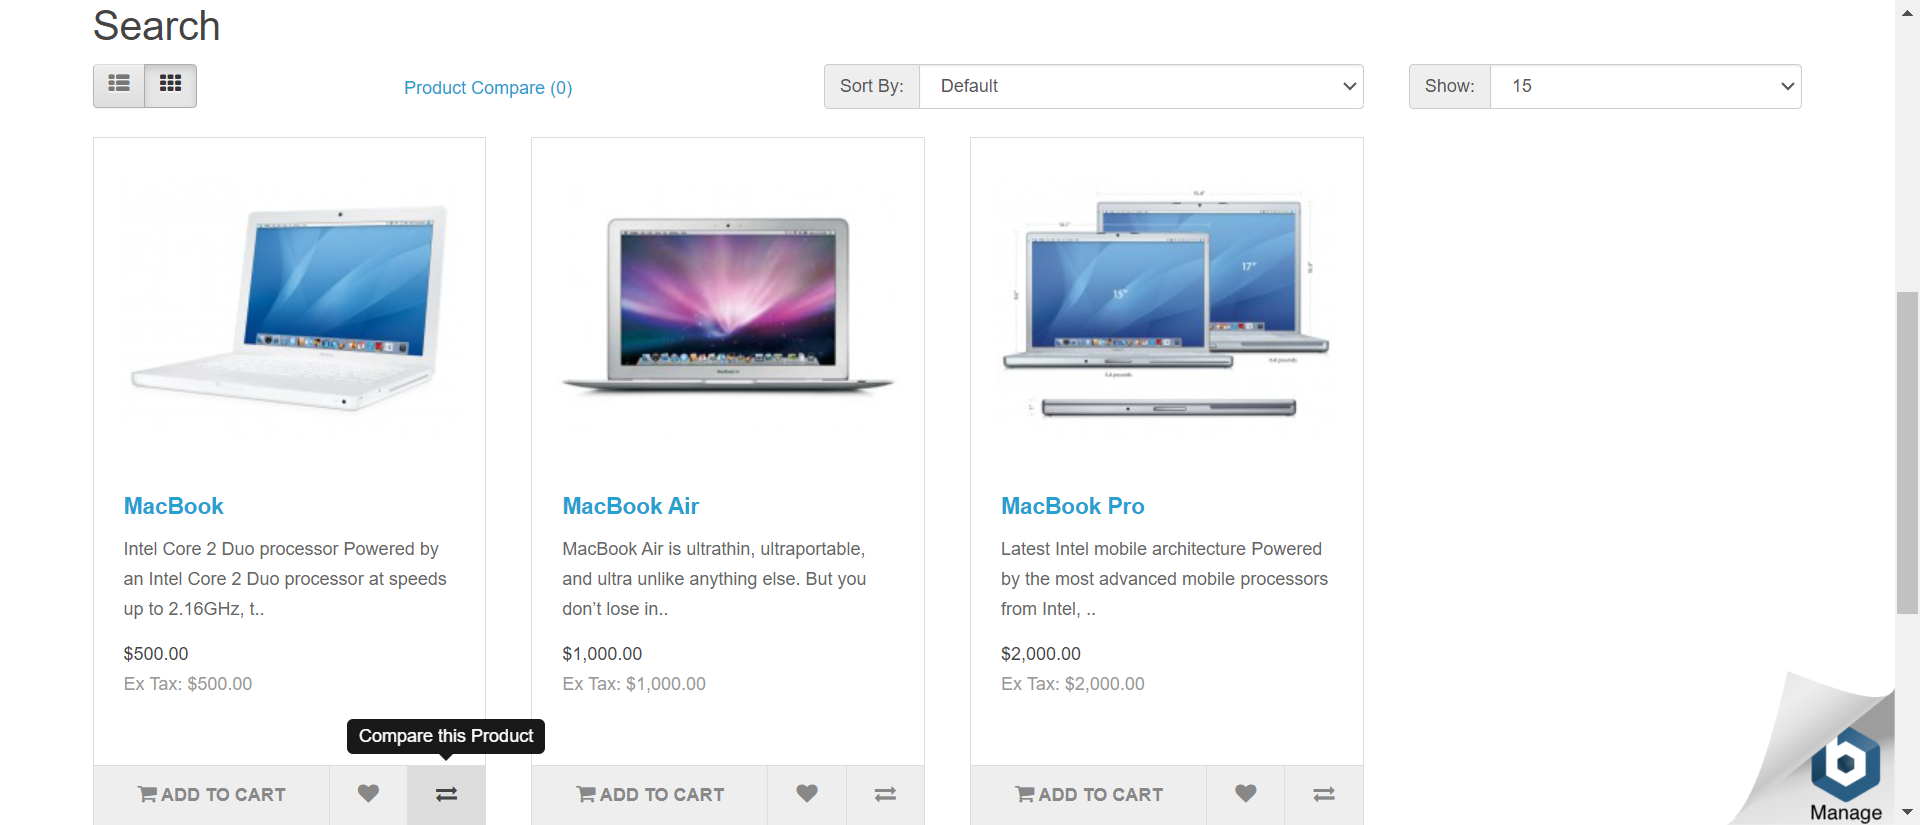 Search
Product Compare (0)
Sort By:
Default
Show:
15
15"
17"
MacBook
Intel Core 2 Duo processor Powered by
an Intel Core 2 Duo processor at speeds
up to 2.16GHz, t..
$500.00
Ex Tax: $500.00
Compare this Product
ADD TO CART
MacBook Air
MacBook Air is ultrathin, ultraportable,
and ultra unlike anything else. But you
don’t lose in..
$1,000.00
Ex Tax: $1,000.00
ADD TO CART
MacBook Pro
Latest Intel mobile architecture Powered
by the most advanced mobile processors
from Intel, ..
$2,000.00
Ex Tax: $2,000.00
ADD TO CART
b
Manage